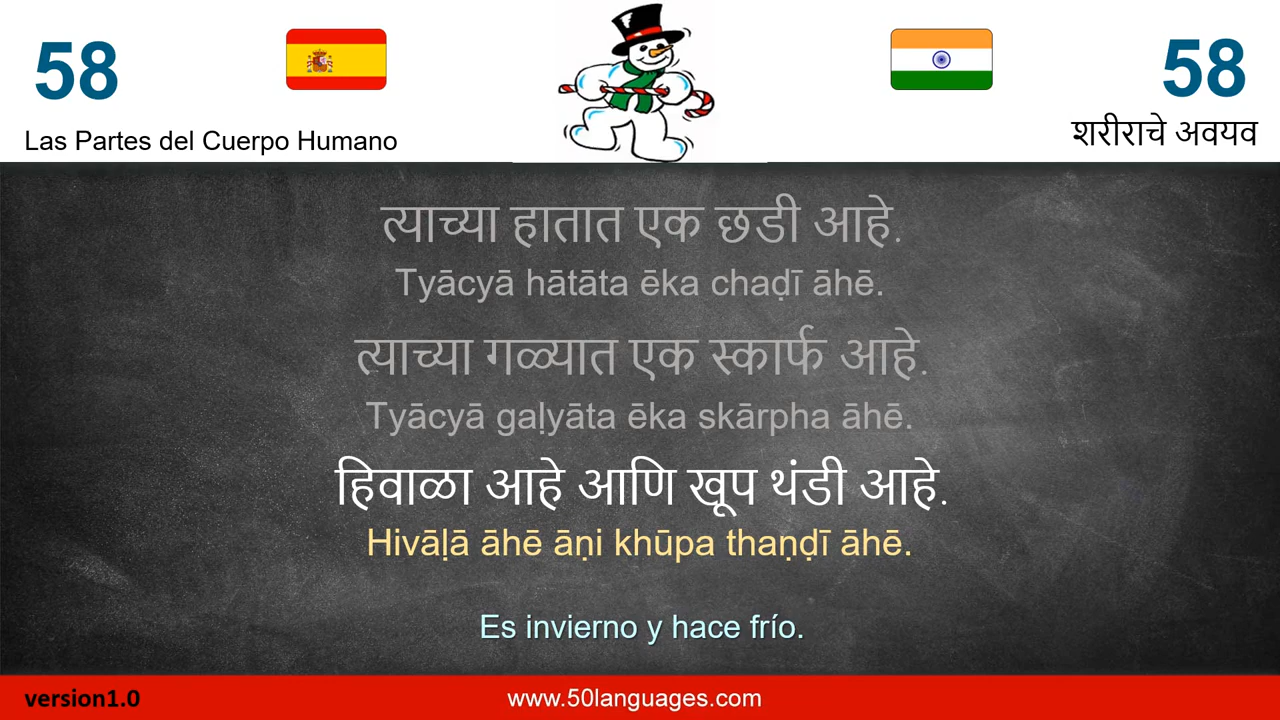 58
58
Las Partes del Cuerpo Humano
शरीराचे अवयव
त्याच्या हातात एक छडी आहे.
Tyācyā hātāta ēka chaḍī āhē.
त्याच्या गळ्यात एक स्कार्फ आहे.
Tyācyā gaḷyāta ēka skārpha āhē.
हिवाळा आहे आणि खूप थंडी आहे.
Hivāḷā āhē āṇi khūpa thaṇḍī āhē.
Es invierno y hace frío.
version1.0
www.50languages.com